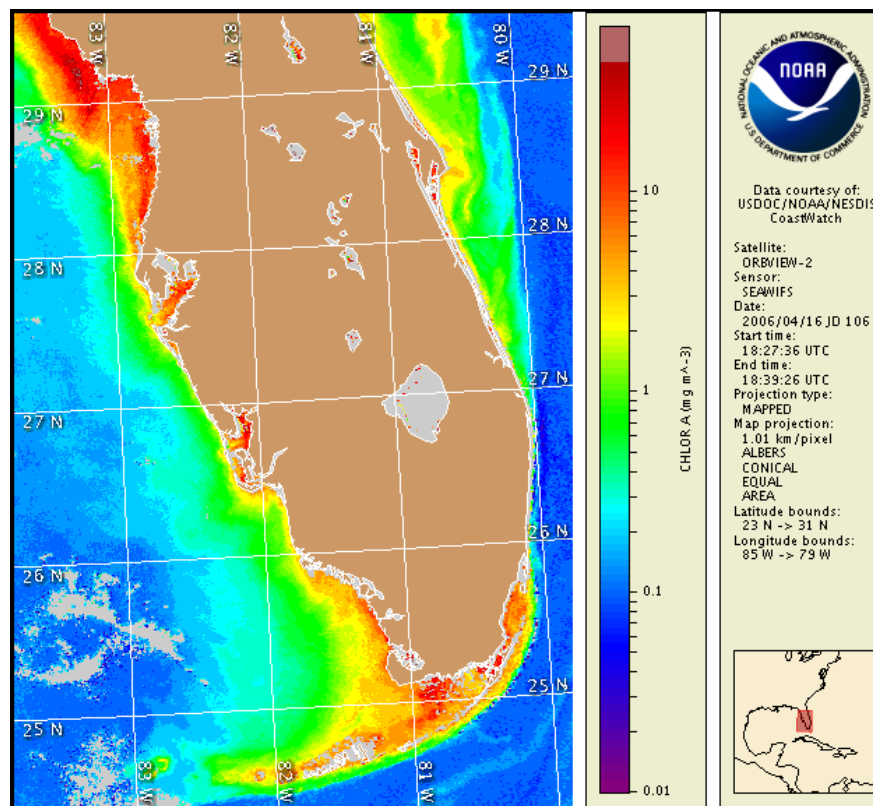 83 W
82 W
81 W
80 W
29 N
29 N
28 N
28 N
27 N
27 N
26 N
26 N
25 N
25 N
83 W
82 W
81 W
10
1
0.1
0.01
CHLOR A (mg m^-3)
NATIONAL OCEANIC AND ATMOSPHERIC ADMINISTRATION
NOAA
U.S. DEPARTMENT OF COMMERCE
Data courtesy of:
USDOC/NOAA/NESDIS
CoastWatch
Satellite:
ORBVIEW-2
Sensor:
SEAWIFS
Date:
2006/04/16 JD 106
Start time:
18:27:36 UTC
End time:
18:39:26 UTC
Projection type:
MAPPED
Map projection:
1.01 km/pixel
ALBERS
CONICAL
EQUAL
AREA
Latitude bounds:
23 N -> 31 N
Longitude bounds:
85 W -> 79 W